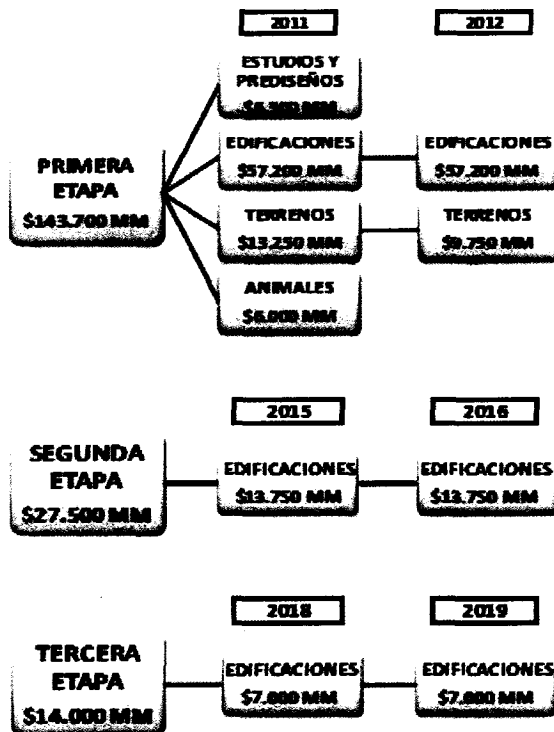 2011
2012
ESTUDIOS Y
PREDISEÑOS
MM
PRIMERA
ETAPA
$143.700 MM
EDIFICACIONES
$57.200 MM
EDIFICACIONES
$57.200 MM
TERRENOS
$13.250 MM
TERRENOS
$9.750 MM
ANIMALES
$6.000 MM
2015
2016
SEGUNDA
ETAPA
$27.500 MM
EDIFICACIONES
$13.750 MM
EDIFICACIONES
$13.750 MM
2018
2019
TERCERA
ETAPA
$14.000 MM
EDIFICACIONES
$7.000 MM
EDIFICACIONES
$7.000 MM